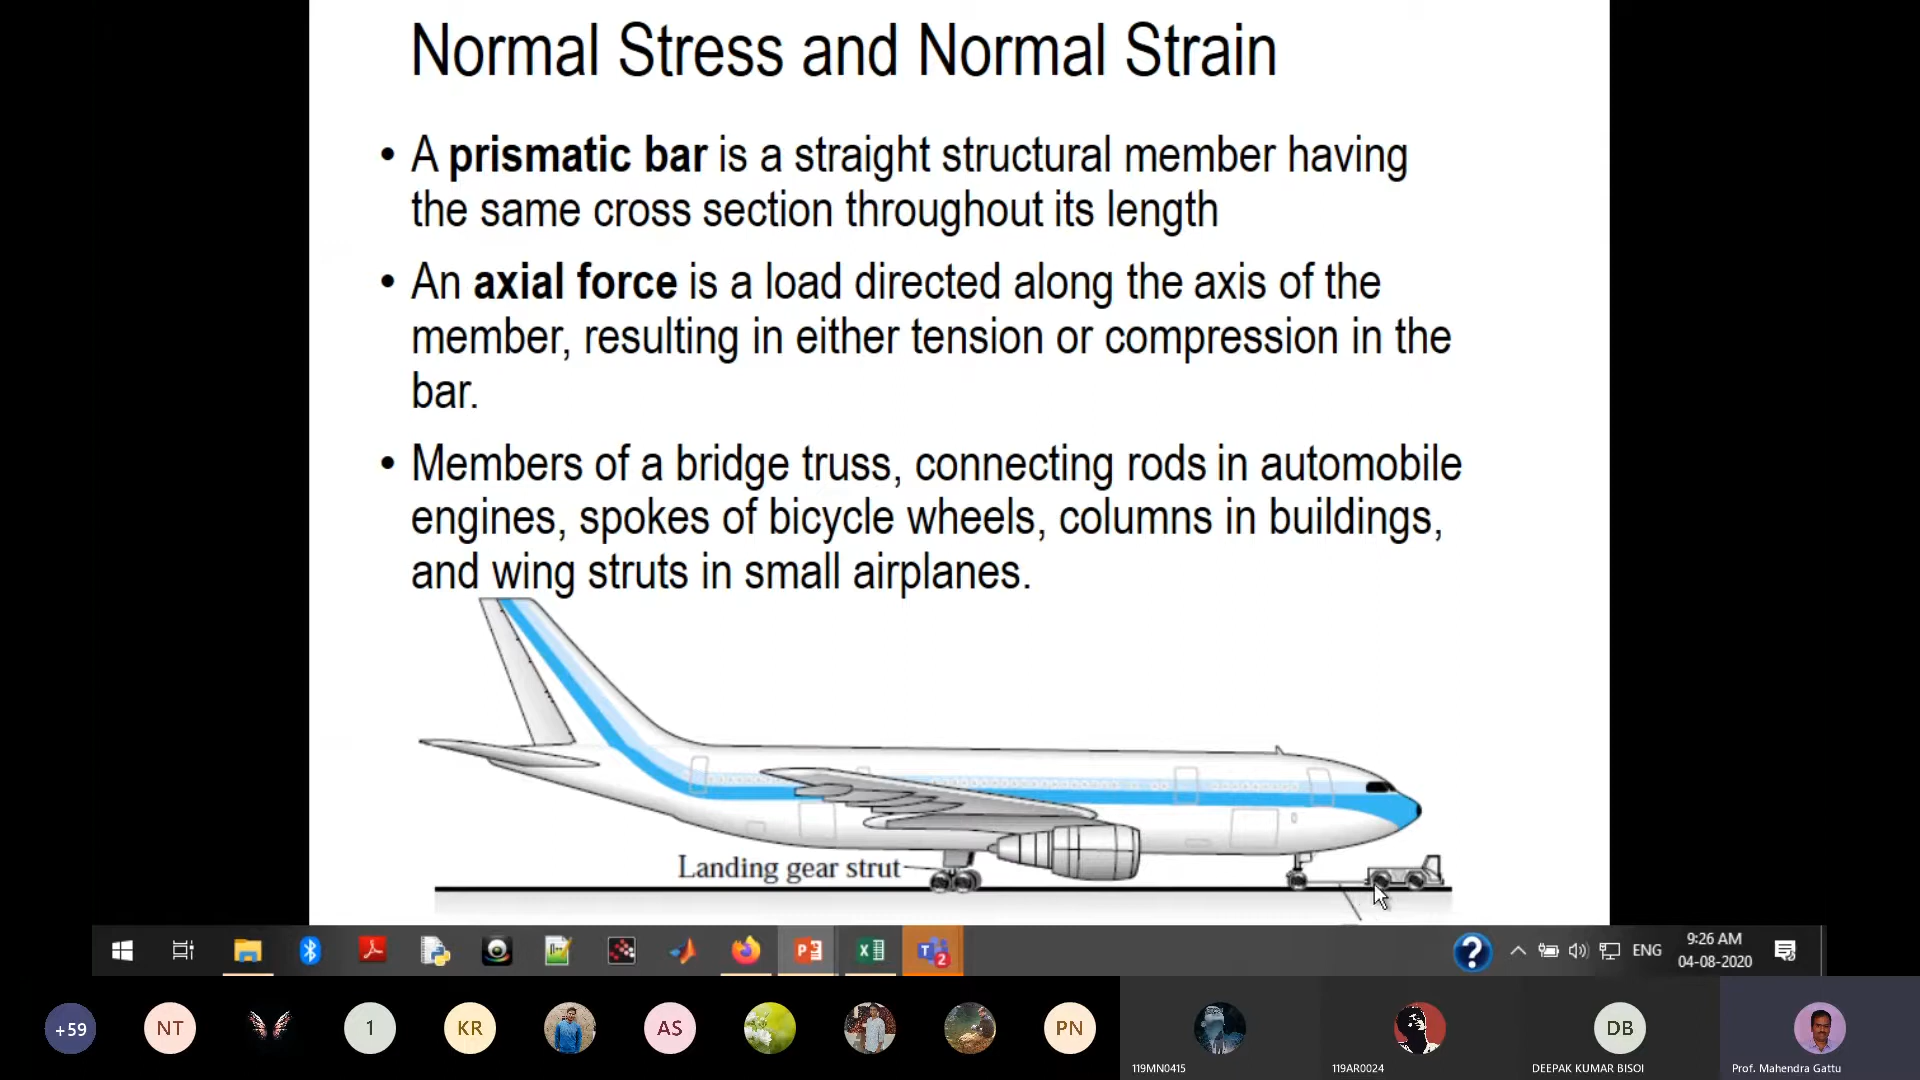 Normal Stress and Normal Strain
• A prismatic bar is a straight structural member having
the same cross section throughout its length
• An axial force is a load directed along the axis of the
member, resulting in either tension or compression in the
bar.
• Members of a bridge truss, connecting rods in automobile
engines, spokes of bicycle wheels, columns in buildings,
and wing struts in small airplanes.
Landing gear strut
ENG
9:26 AM
04-08-2020
2
+59
NT
1
KR
AS
PN
DB
119MN0415
119AR0024
DEEPAK KUMAR BISOI
Prof. Mahendra Gattu